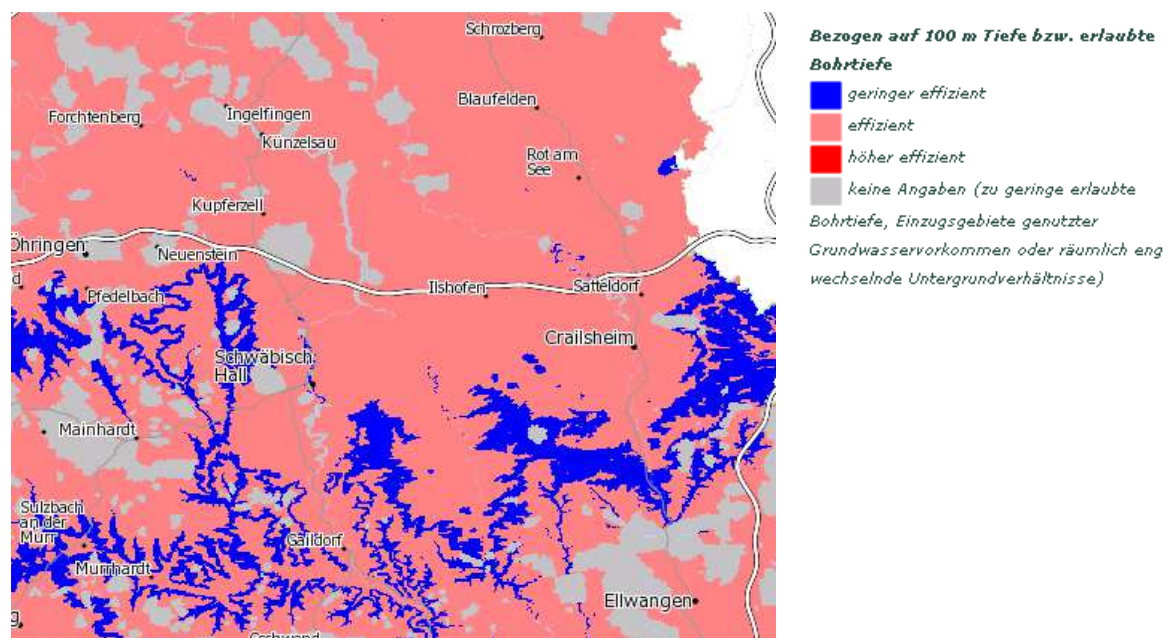 Schrozberg
Blaufelden
Forchtenberg
Ingelfingen
Künzelsau
Rot am
See
Kupferzell
Öhringen
Neuenstein
d
Pfedelbach
Ilshofen
Satteldorf
Crailsheim
Schwäbisch
Hall
Mainhardt
Sulzbach
an der
Murr
Gaildorf
Murrhardt
Ellwangen
g
Gschwend
Bezogen auf 100 m Tiefe bzw. erlaubte
Bohrtiefe
geringer effizient
effizient
höher effizient
keine Angaben (zu geringe erlaubte
Bohrtiefe, Einzugsgebiete genutzter
Grundwasservorkommen oder räumlich eng
wechselnde Untergrundverhältnisse)